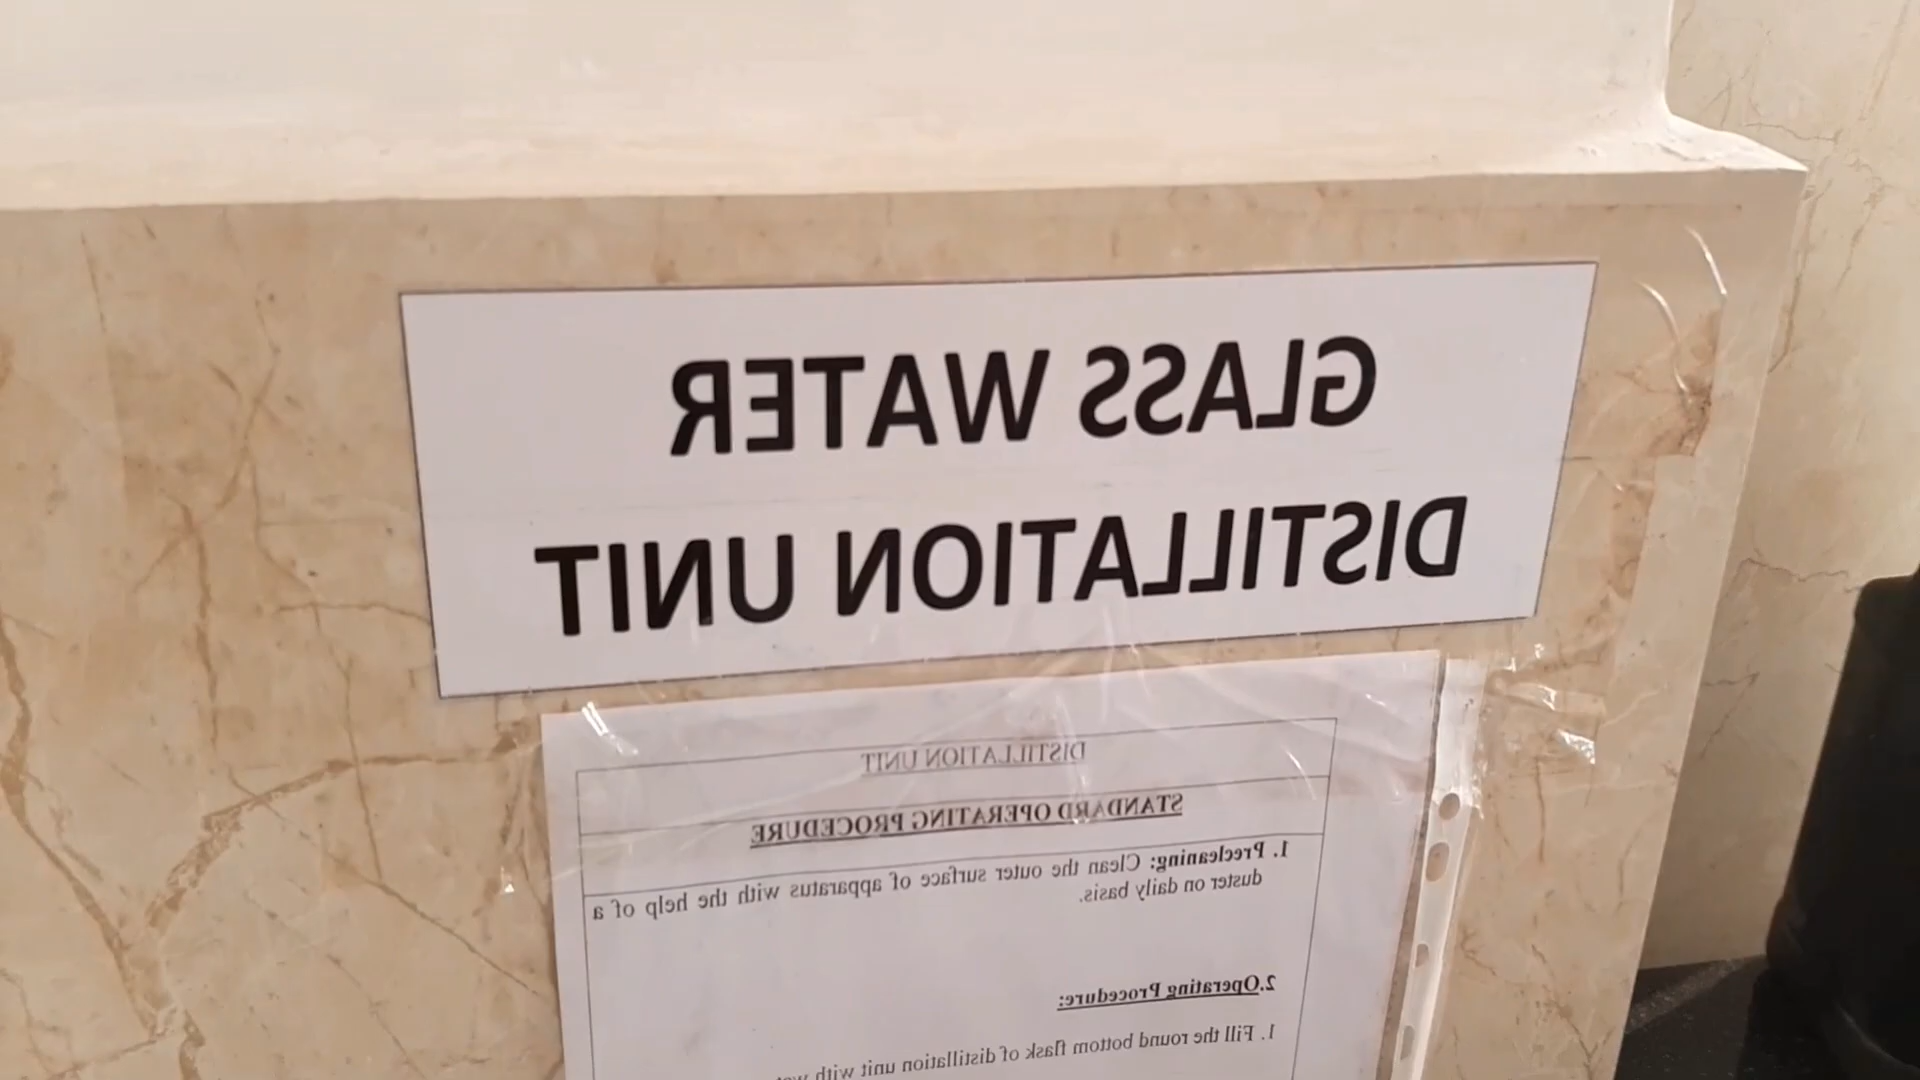 GLASS WATER
DISTILLATION UNIT
DISTILLATION UNIT
STANDARD OPERATING PROCEDURE
1. Precleaning: Clean the outer surface of apparatus with the help of a
duster on daily basis.
2.Operating Procedure:
1. Fill the round bottom flask of distillation unit with